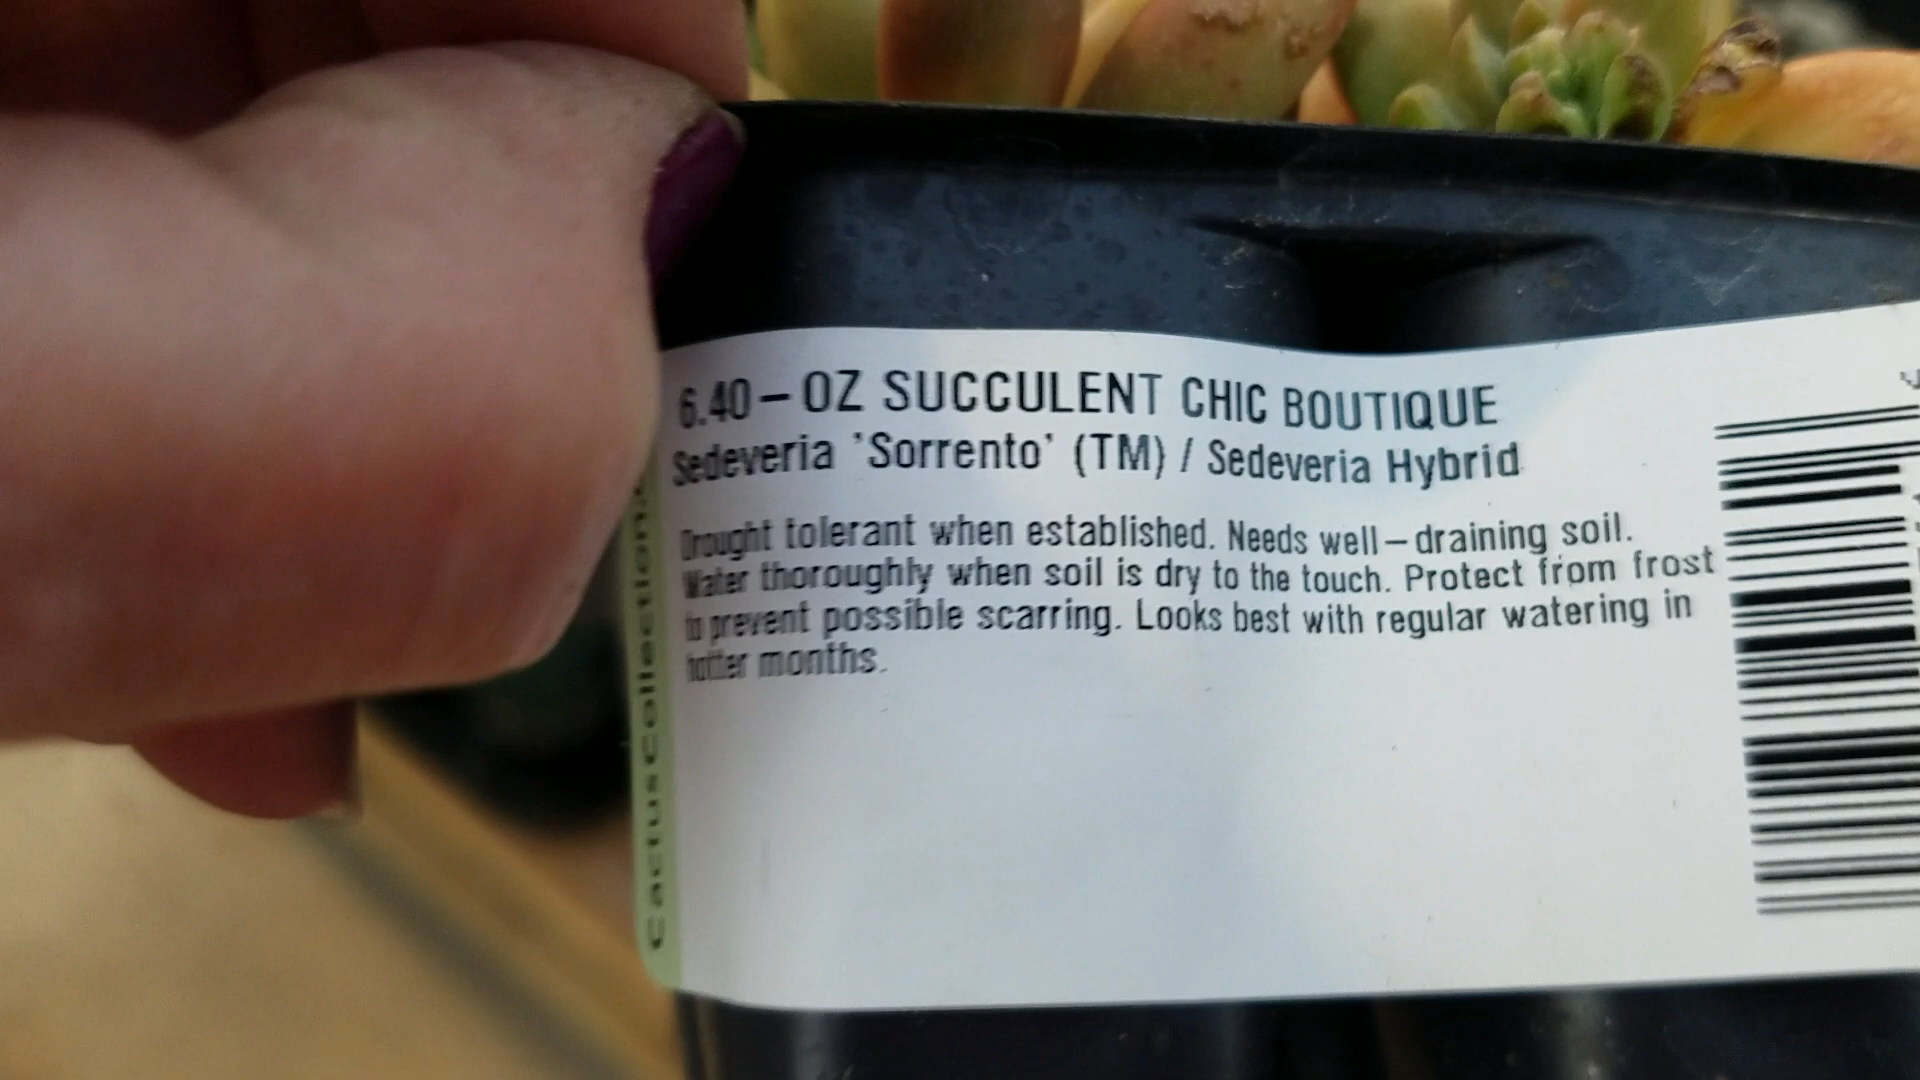 6.40 – OZ SUCCULENT CHIC BOUTIQUE
Sedeveria 'Sorrento' (TM) / Sedeveria Hybrid
Drought tolerant when established. Needs well – draining soil.
Water thoroughly when soil is dry to the touch. Protect from frost
to prevent possible scarring. Looks best with regular watering in
hotter months.
cactuscollection